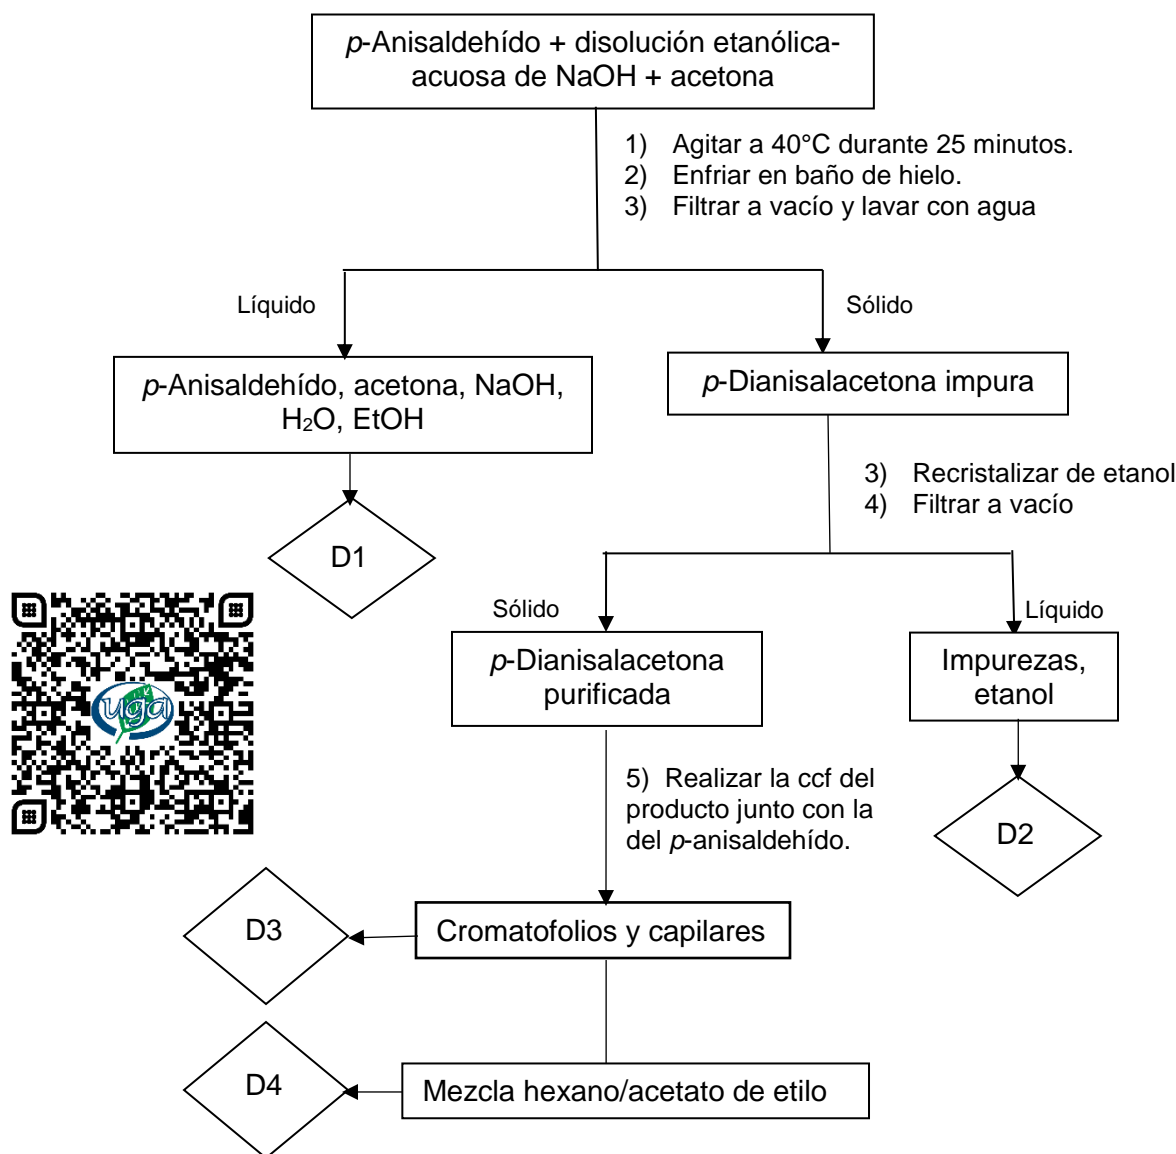 p-Anisaldehído + disolución etanólica-
acuosa de NaOH + acetona
1) Agitar a 40°C durante 25 minutos.
2) Enfriar en baño de hielo.
3) Filtrar a vacío y lavar con agua
Líquido
Sólido
p-Anisaldehído, acetona, NaOH,
H₂O, EtOH
p-Dianisalacetona impura
3) Recristalizar de etanol
4) Filtrar a vacío
D1
Sólido
Líquido
p-Dianisalacetona
purificada
Impurezas,
etanol
uga
5) Realizar la ccf del
producto junto con la
del p-anisaldehído.
D2
D3
Cromatofolios y capilares
D4
Mezcla hexano/acetato de etilo